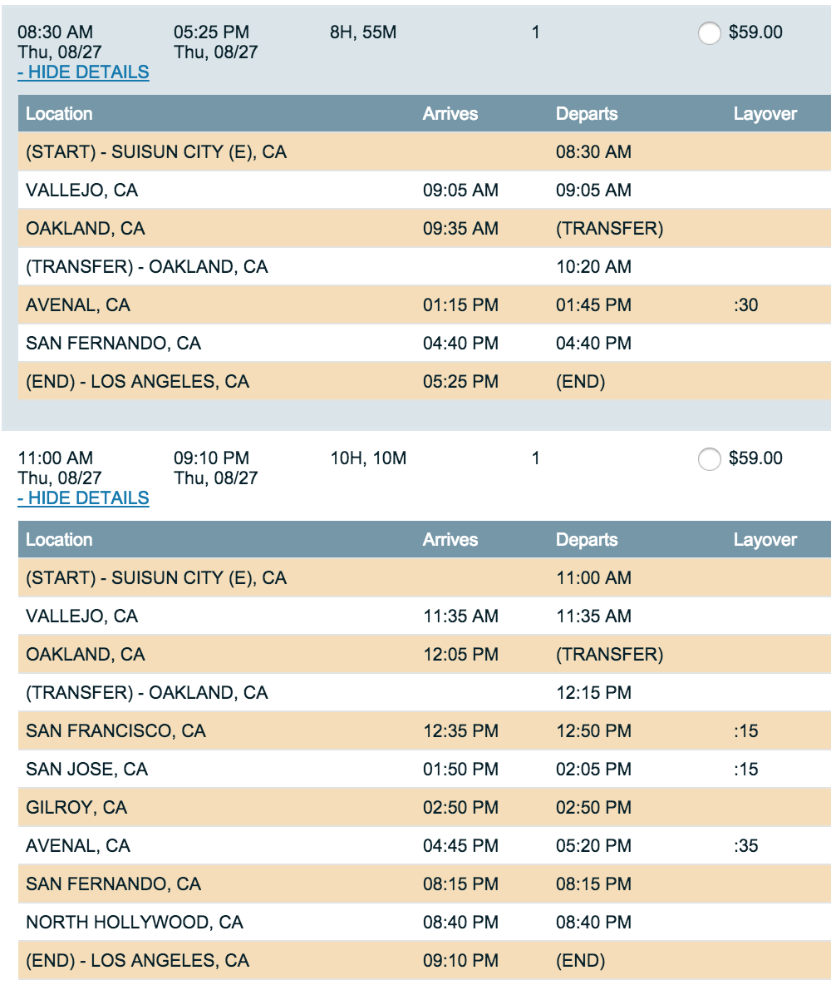 08:30 AM 05:25 PM 8H, 55M 1 $59.00
Thu, 08/27 Thu, 08/27
- HIDE DETAILS
Location Arrives Departs Layover
(START) - SUISUN CITY (E), CA 08:30 AM
VALLEJO, CA 09:05 AM 09:05 AM
OAKLAND, CA 09:35 AM (TRANSFER)
(TRANSFER) - OAKLAND, CA 10:20 AM
AVENAL, CA 01:15 PM 01:45 PM :30
SAN FERNANDO, CA 04:40 PM 04:40 PM
(END) - LOS ANGELES, CA 05:25 PM (END)
11:00 AM 09:10 PM 10H, 10M 1 $59.00
Thu, 08/27 Thu, 08/27
- HIDE DETAILS
Location Arrives Departs Layover
(START) - SUISUN CITY (E), CA 11:00 AM
VALLEJO, CA 11:35 AM 11:35 AM
OAKLAND, CA 12:05 PM (TRANSFER)
(TRANSFER) - OAKLAND, CA 12:15 PM
SAN FRANCISCO, CA 12:35 PM 12:50 PM :15
SAN JOSE, CA 01:50 PM 02:05 PM :15
GILROY, CA 02:50 PM 02:50 PM
AVENAL, CA 04:45 PM 05:20 PM :35
SAN FERNANDO, CA 08:15 PM 08:15 PM
NORTH HOLLYWOOD, CA 08:40 PM 08:40 PM
(END) - LOS ANGELES, CA 09:10 PM (END)